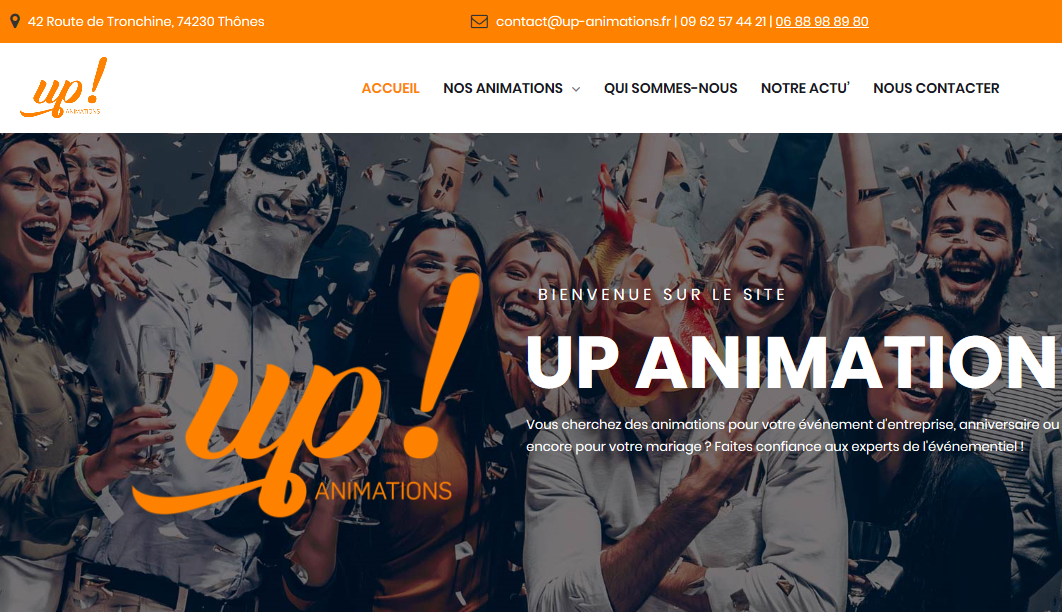 42 Route de Tronchine, 74230 Thônes
contact@up-animations.fr | 09 62 57 44 21 | 06 88 98 89 80
up!
ANIMATIONS
ACCUEIL NOS ANIMATIONS QUI SOMMES-NOUS NOTRE ACTU' NOUS CONTACTER
BIENVENUE SUR LE SITE
UP ANIMATION
Vous cherchez des animations pour votre événement d'entreprise, anniversaire ou
encore pour votre mariage ? Faites confiance aux experts de l'événementiel !
up!
ANIMATIONS